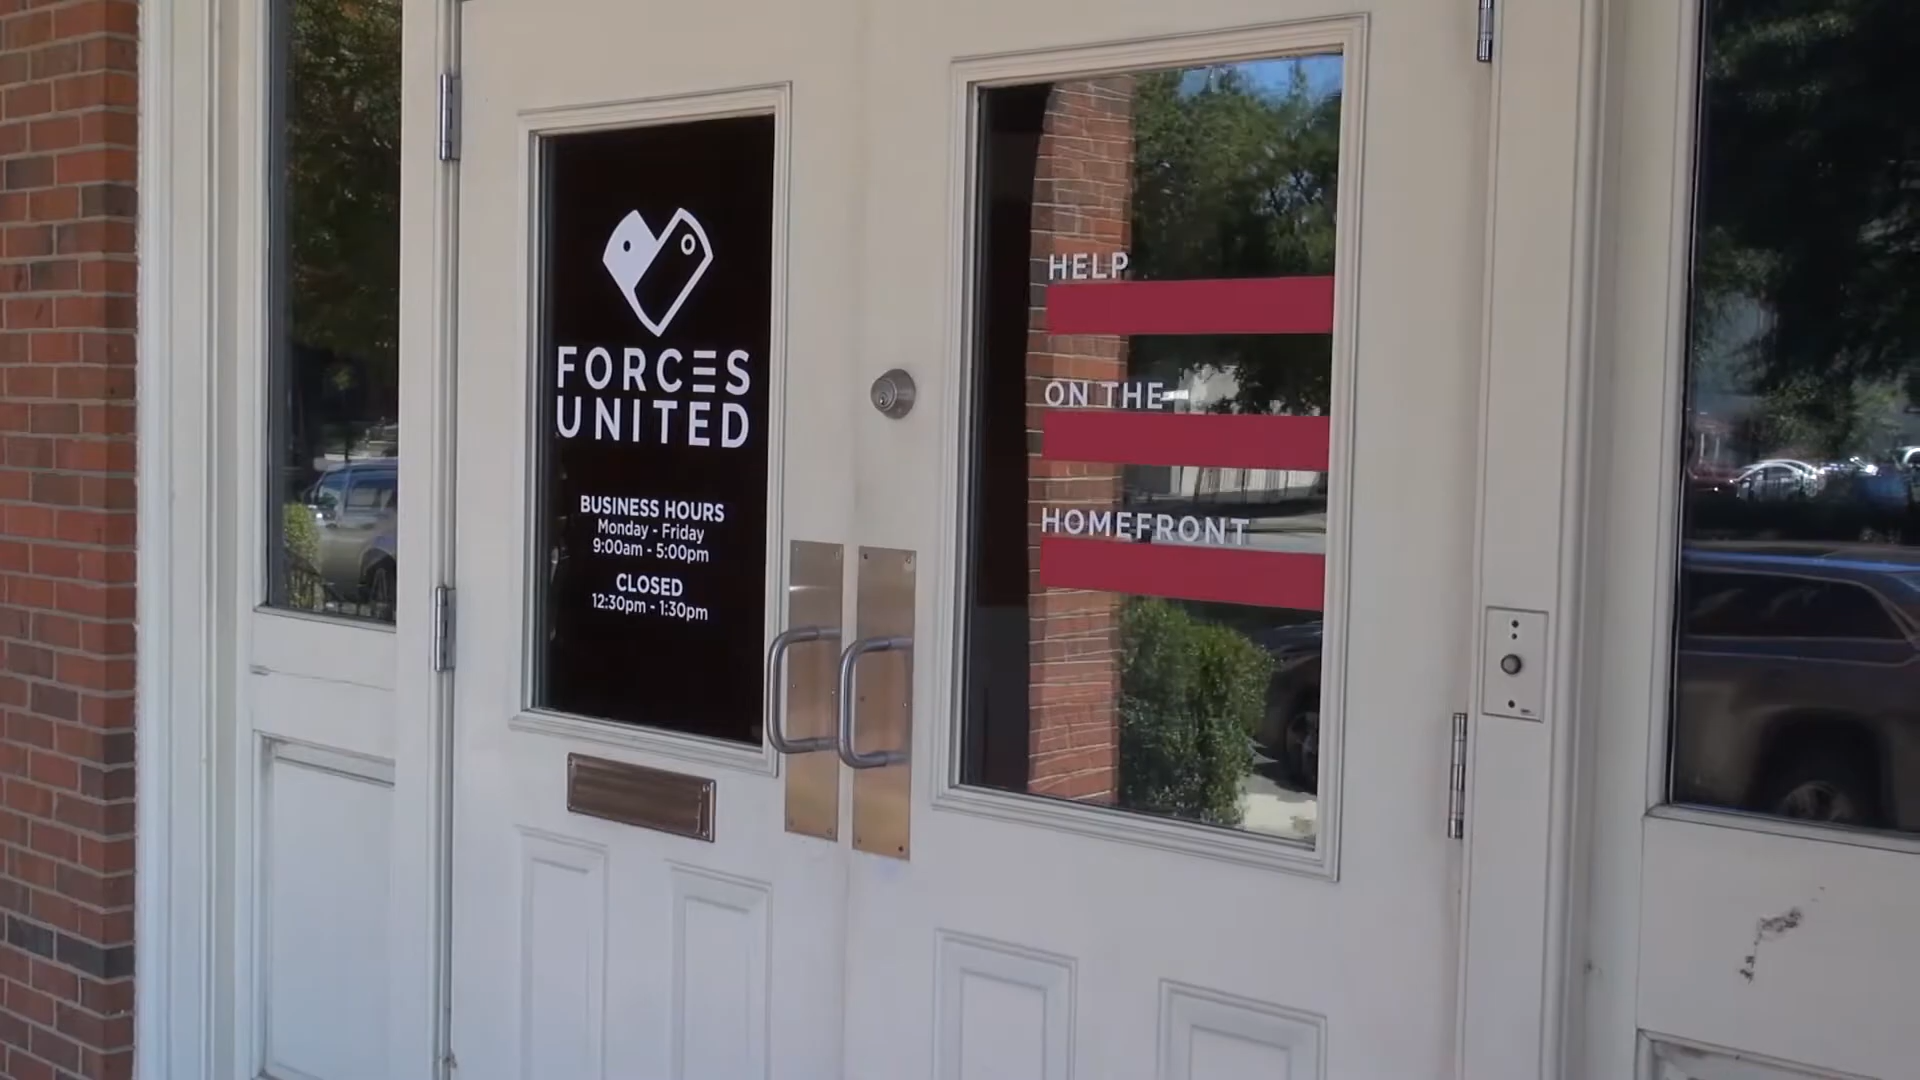 FORCES
UNITED
BUSINESS HOURS
Monday - Friday
9:00am - 5:00pm
CLOSED
12:30pm - 1:30pm
HELP
ON THE
HOMEFRONT